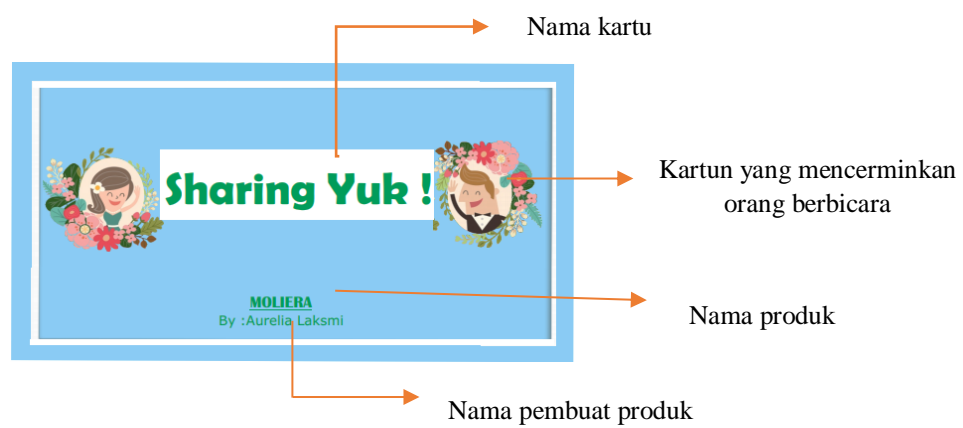 Nama kartu
Sharing Yuk !
Kartun yang mencerminkan
orang berbicara
MOLIERA
By :Aurelia Laksmi
Nama produk
Nama pembuat produk